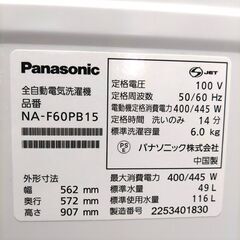 Panasonic
S JET
全自動電気洗濯機
品番
NA-F60PB15
定格電圧 100 V
定格周波数 50/60 Hz
電動機定格消費電力 400/445 W
定格時間 洗いのみ 14 分
標準洗濯容量 6.0 kg
PS E パナソニック株式会社
中国製
外形寸法
幅 562 mm
奥行 572 mm
高さ 907 mm
消費電力 400/445 W
標準水量 49 L
標準使用水量 116 L
製造番号 2253401830